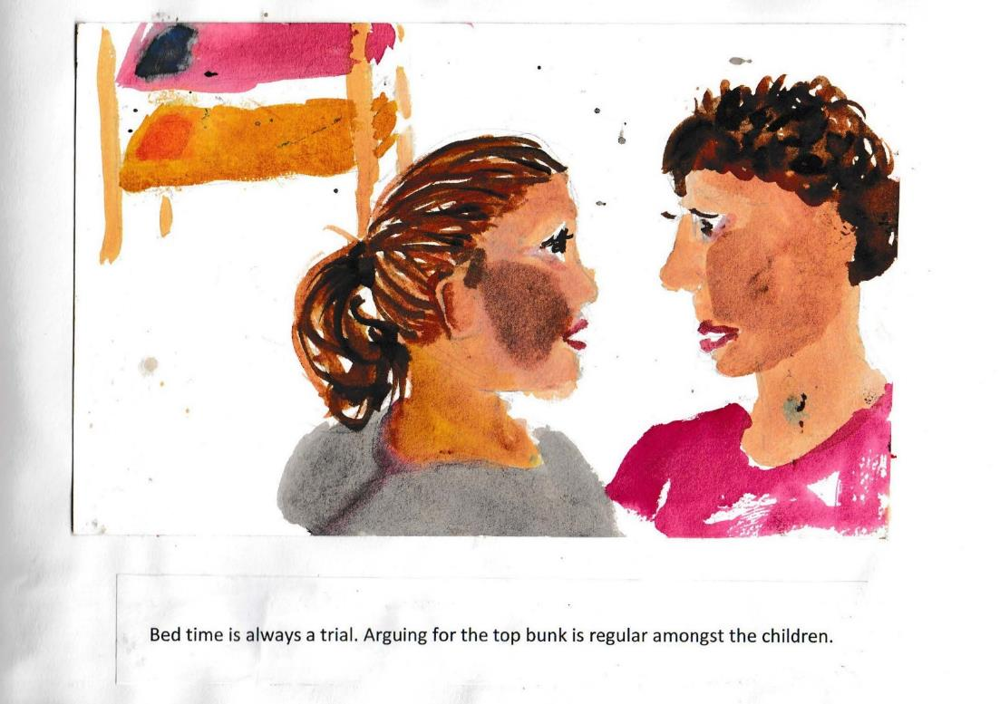 Bed time is always a trial. Arguing for the top bunk is regular amongst the children.